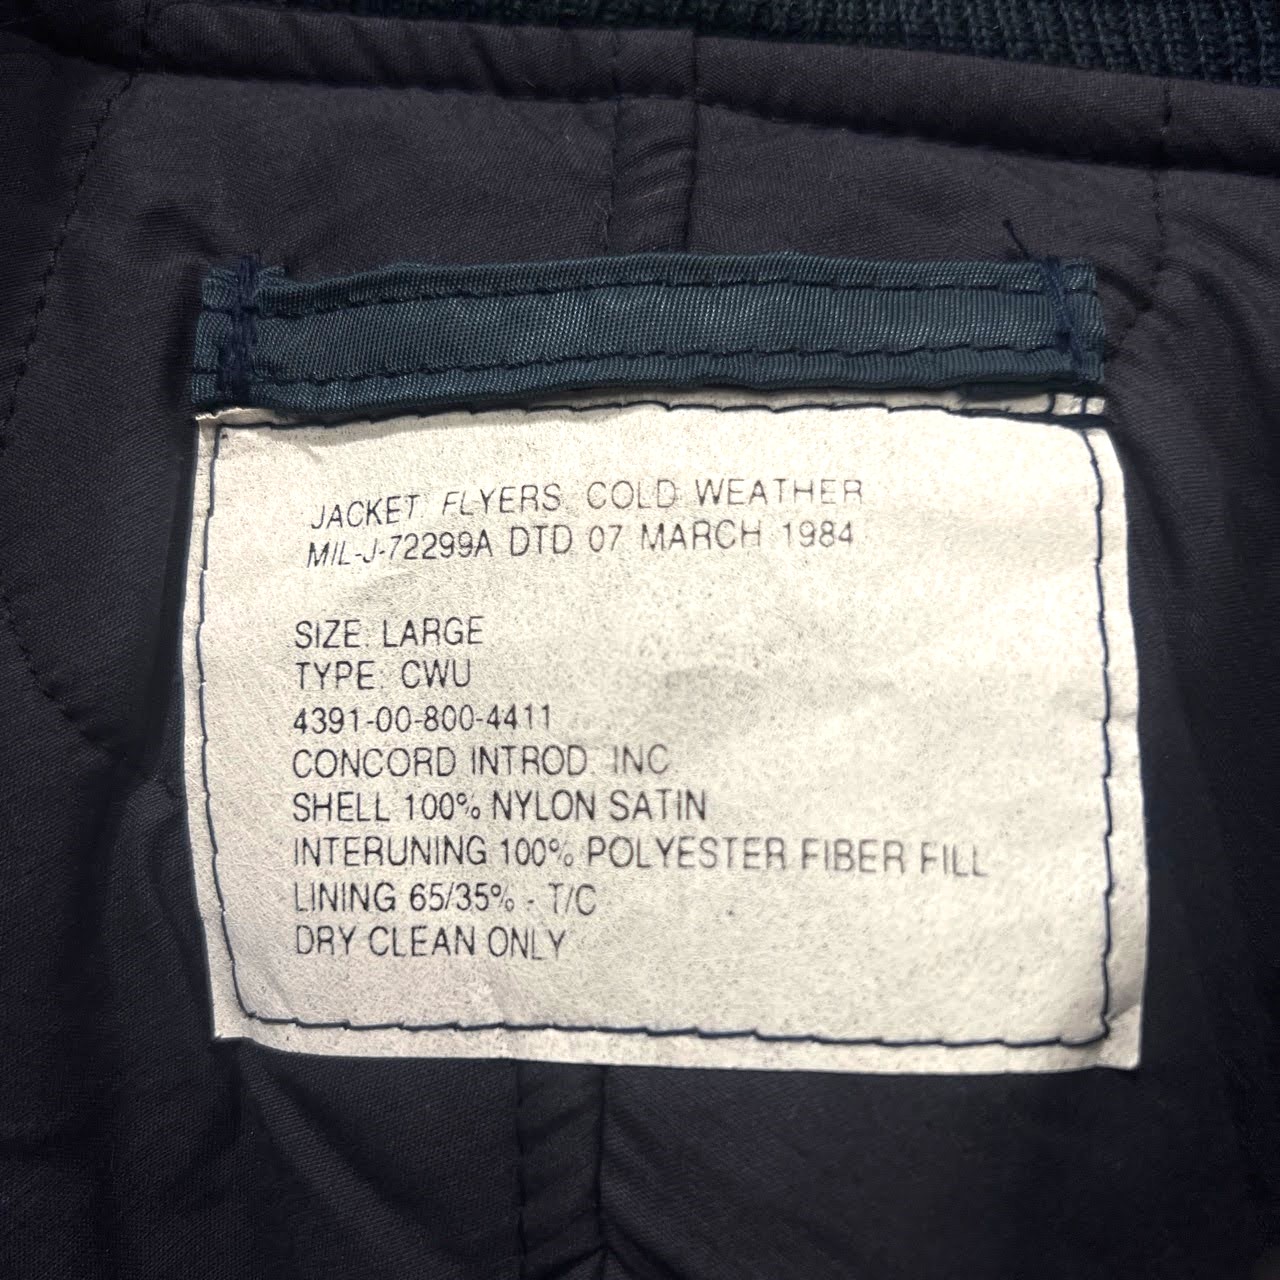 JACKET, FLYERS, COLD WEATHER
MIL-J-72299A DTD 07 MARCH 1984
SIZE: LARGE
TYPE: CWU
4391-00-800-4411
CONCORD INTROD. INC.
SHELL 100% NYLON SATIN
INTERUNING 100% POLYESTER FIBER FILL
LINING 65/35% - T/C
DRY CLEAN ONLY